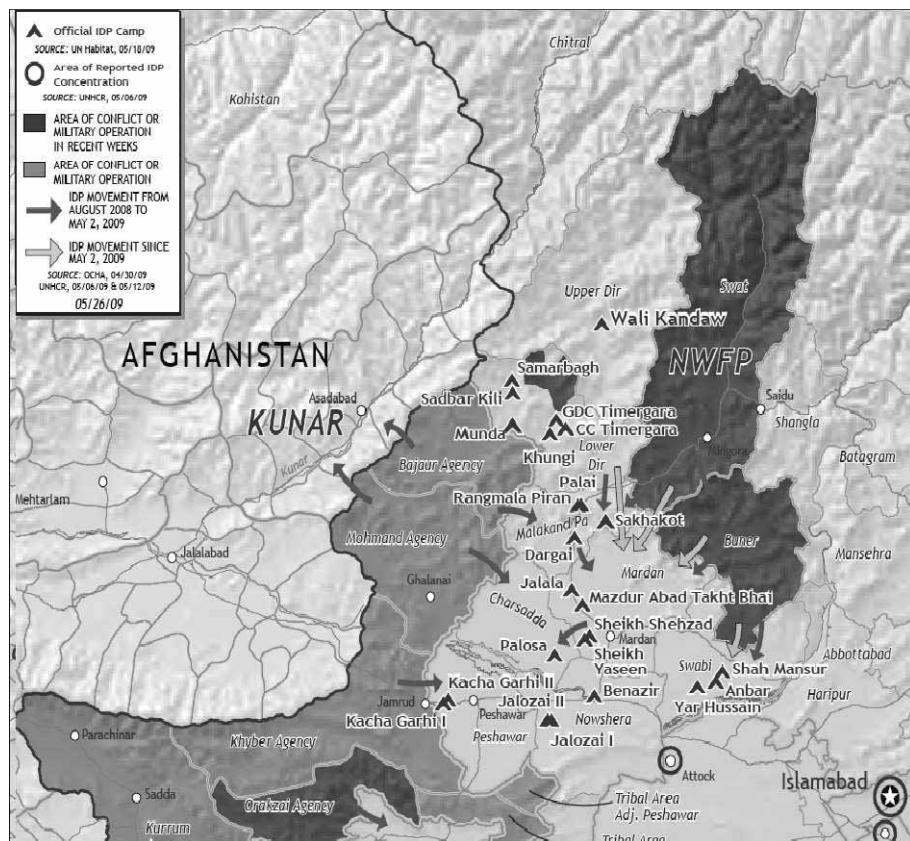 Official IDP Camp
SOURCE: UN Habitat, 05/18/09
Area of Reported IDP
Concentration
SOURCE: UNHCR, 05/06/09
AREA OF CONFLICT OR
MILITARY OPERATION
IN RECENT WEEKS
AREA OF CONFLICT OR
MILITARY OPERATION
IDP MOVEMENT FROM
AUGUST 2008 TO
MAY 2, 2009
IDP MOVEMENT SINCE
MAY 2, 2009
SOURCE: OCHA, 04/30/09
UNHCR, 05/06/09 & 05/12/09
05/26/09
Chitral
Kohistan
Upper Dir
Swat
Wali Kandaw
AFGHANISTAN
NWFP
Samarbagh
Sadbar Kili
Asadabad
Saidu
KUNAR
GDC Timergara
Shangla
Munda
CC Timergara
Khungi
Lower
Dir
Mingora
Kunar
Bajaur Agency
Batagram
Mehtarlam
Palai
Rangmala Piran
Sakhakot
Malakand Pa
Mohmand Agency
Buner
Dargai
Mansehra
Jalalabad
Mardan
Ghalanai
Jalala
Mazdur Abad Takht Bhai
Charsadda
Sheikh Shehzad
Mardan
Palosa
Sheikh
Yaseen
Abbottabad
Swabi
Shah Mansur
Kacha Garhi II
Anbar
Haripur
Jamrud
Jalozai II
Benazir
Yar Hussain
Kacha Garhi I
Peshawar
Nowshera
Peshawar
Jalozai I
Parachinar
Khyber Agency
Attock
Islamabad
Sadda
Orakzai Agency
Tribal Area
Adj. Peshawar
Kurrum
Tribal Area